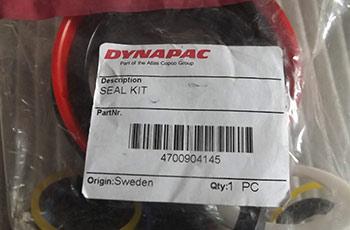 DYNAPAC
Part of the Atlas Copco Group
Description
SEAL KIT
PartNr.
4700904145
Origin:Sweden Qty:1 PC